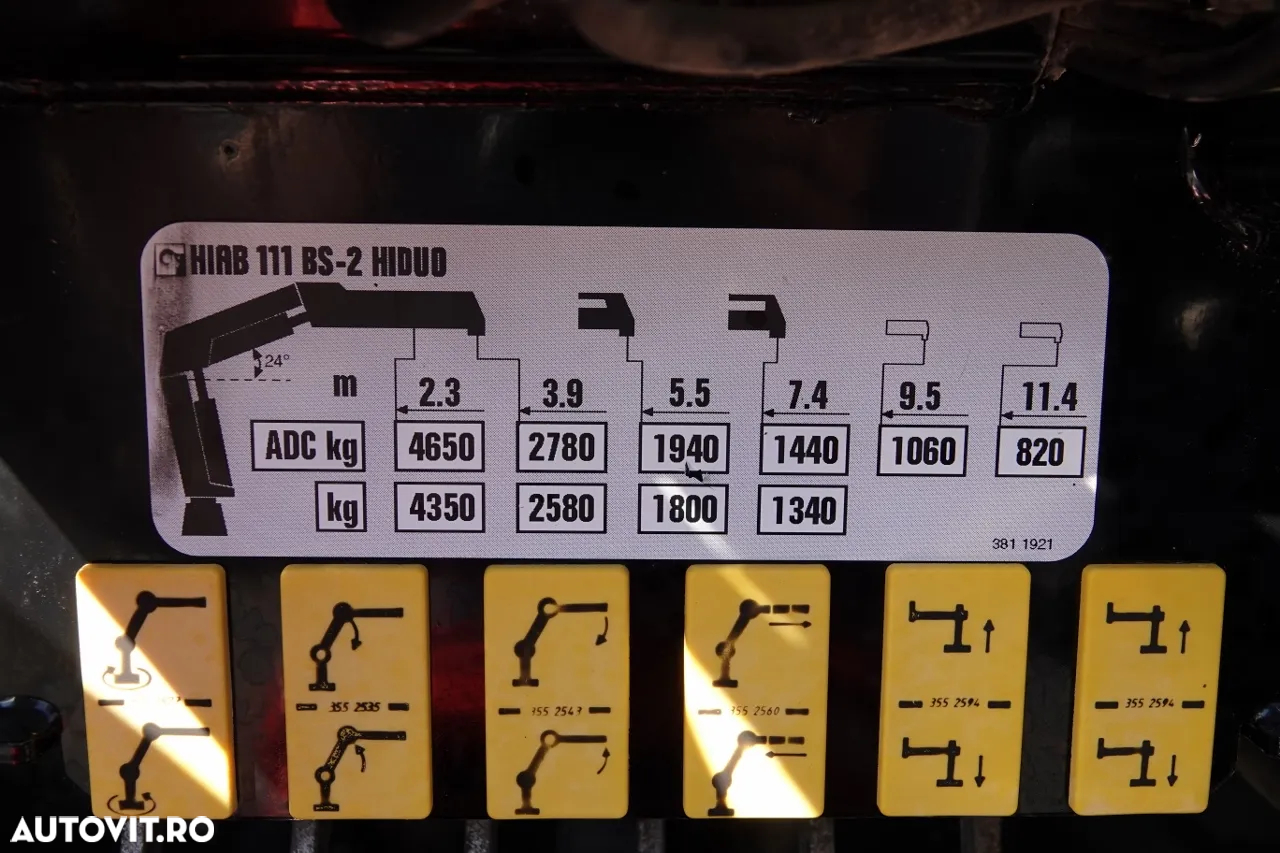 HIAB 111 BS-2 HIDUO
24°
m 2.3 3.9 5.5 7.4 9.5 11.4
ADC kg 4650 2780 1940 1440 1060 820
kg 4350 2580 1800 1340
381 1921
355 2535 355 2543 355 2560 355 2594 355 2594
AUTOVIT.RO